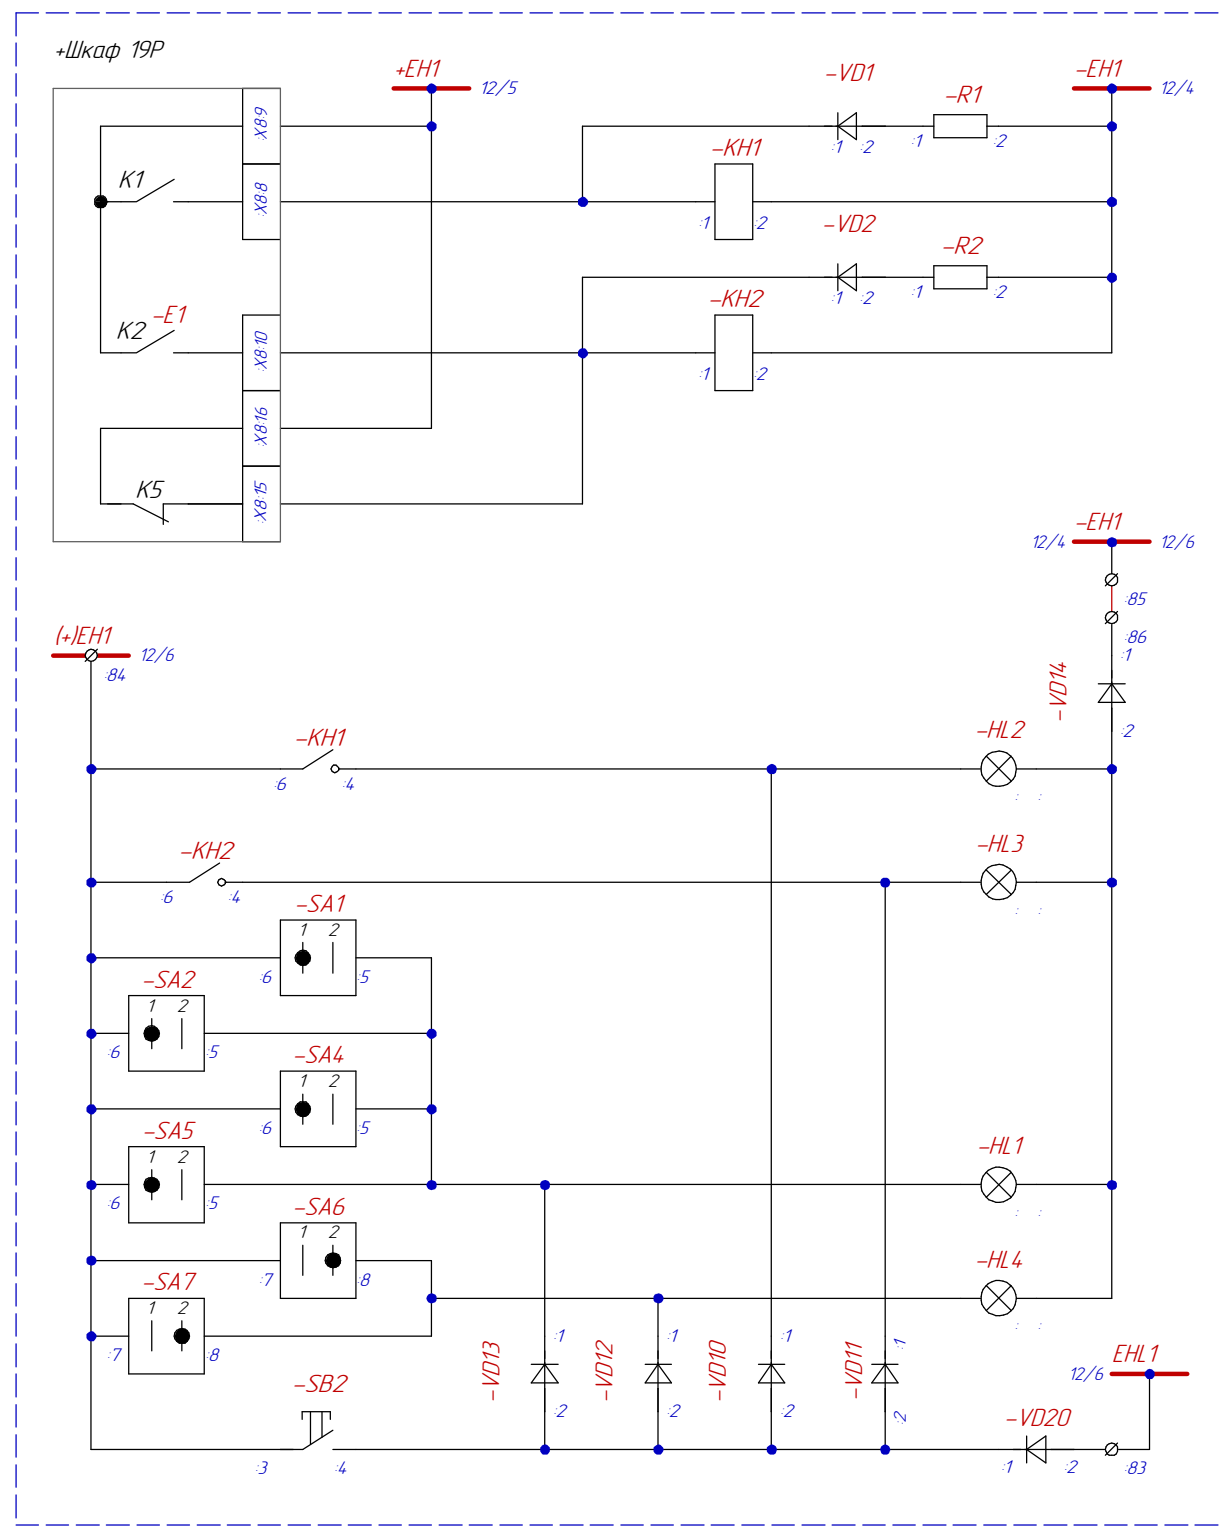 +Шкаф 19Р
+EH1
12/5
-VD1
:1 :2
-R1
:1 :2
-EH1
12/4
:X8:9
K1
:X8:8
-KH1
:1 :2
-VD2
:1 :2
-R2
:1 :2
K2
-E1
:X8:10
-KH2
:1 :2
:X8:16
K5
:X8:15
12/4
-EH1
12/6
:85
:86
:1
-VD14
:2
(+)EH1
12/6
:84
-KH1
:6 :4
-HL2
: :
-KH2
:6 :4
-HL3
: :
-SA1
1 2
:6 :5
-SA2
1 2
:6 :5
-SA4
1 2
:6 :5
-SA5
1 2
:6 :5
-HL1
: :
-SA6
1 2
:7 :8
-HL4
: :
-SA7
1 2
:7 :8
-VD13
:1
:2
-VD12
:1
:2
-VD10
:1
:2
-VD11
:1
:2
EHL1
12/6
-SB2
:3 :4
-VD20
:1 :2
:83